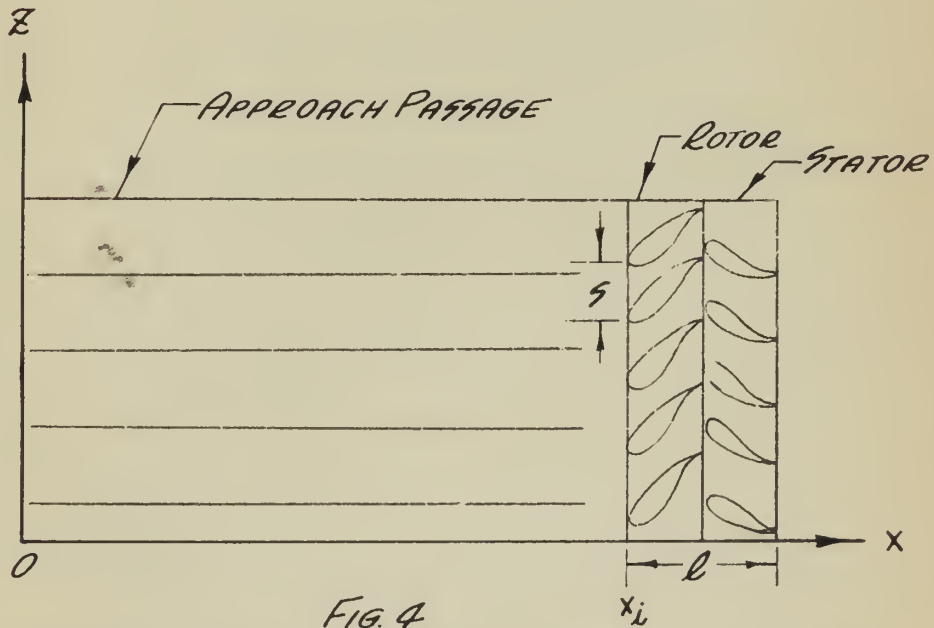 Z
APPROACH PASSAGE
ROTOR
STATOR
S
O
X
l
xi
FIG. 4